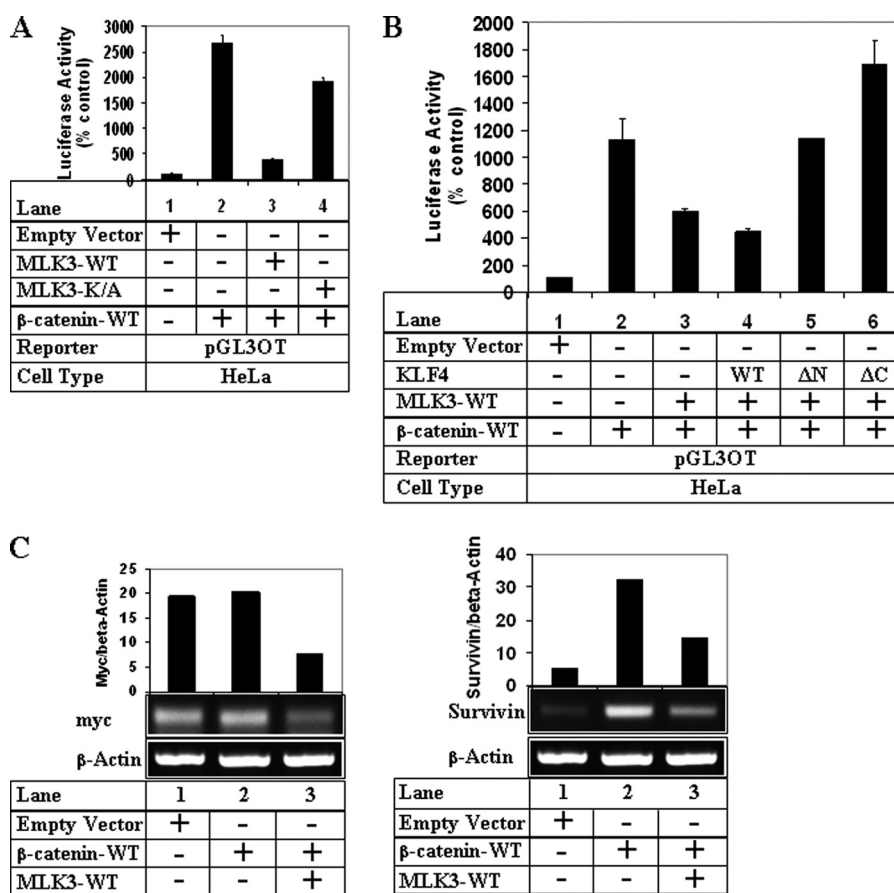 A
Luciferase Activity
(% control)
3000
2500
2000
1500
1000
500
0
Lane 1 2 3 4
Empty Vector + – – –
MLK3-WT – – + –
MLK3-K/A – – – +
β-catenin-WT – + + +
Reporter pGL3OT
Cell Type HeLa
B
Luciferase Activity
(% control)
2000
1800
1600
1400
1200
1000
800
600
400
200
0
Lane 1 2 3 4 5 6
Empty Vector + – – – – –
KLF4 – – – WT ΔN ΔC
MLK3-WT – – + + + +
β-catenin-WT – + + + + +
Reporter pGL3OT
Cell Type HeLa
C
Myc/beta-Actin
25
20
15
10
5
0
myc
β-Actin
Lane 1 2 3
Empty Vector + – –
β-catenin-WT – + +
MLK3-WT – – +
Survivin/beta-Actin
40
30
20
10
0
Survivin
β-Actin
Lane 1 2 3
Empty Vector + – –
β-catenin-WT – + +
MLK3-WT – – +